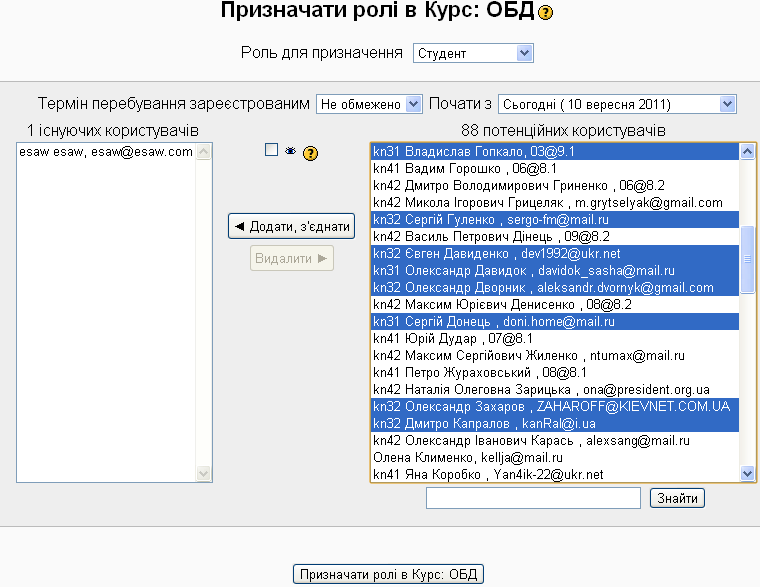 Призначати ролі в Курс: ОБД
Роль для призначення Студент
Термін перебування зареєстрованим Не обмежено Почати з Сьогодні ( 10 вересня 2011)
1 існуючих користувачів
88 потенційних користувачів
esaw esaw, esaw@esaw.com
◄ Додати, з'єднати
Видалити ►
kn31 Владислав Гопкало, 03@9.1
kn41 Вадим Горошко , 06@8.1
kn42 Дмитро Володимирович Гриненко , 06@8.2
kn42 Микола Ігорович Грицеляк , m.grytselyak@gmail.com
kn32 Сергій Гуленко , sergo-fm@mail.ru
kn42 Василь Петрович Дінець , 09@8.2
kn32 Євген Давиденко , dev1992@ukr.net
kn31 Олександр Давидок , davidok_sasha@mail.ru
kn32 Олександр Дворник , aleksandr.dvornyk@gmail.com
kn42 Максим Юрієвич Денисенко , 08@8.2
kn31 Сергій Донець , doni.home@mail.ru
kn41 Юрій Дудар , 07@8.1
kn42 Максим Сергійович Жиленко , ntumax@mail.ru
kn41 Петро Жураховський , 08@8.1
kn42 Наталія Олеговна Зарицька , ona@president.org.ua
kn32 Олександр Захаров , ZAHAROFF@KIEVNET.COM.UA
kn32 Дмитро Капралов , kanRal@i.ua
kn42 Олександр Іванович Карась , alexsang@mail.ru
Олена Клименко, kellja@mail.ru
kn41 Яна Коробко , Yan4ik-22@ukr.net
Знайти
Призначати ролі в Курс: ОБД